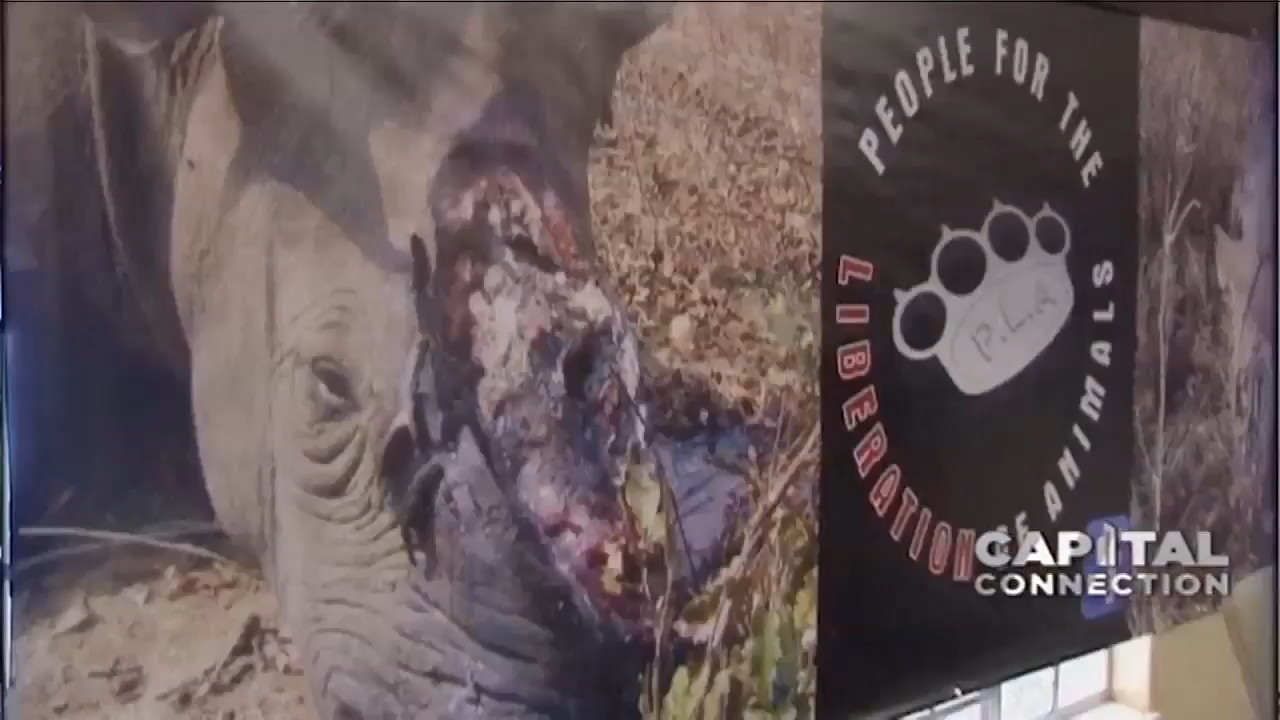 PEOPLE FOR THE
LIBERATION OF ANIMALS
P.L.A
CAPITAL
CONNECTION